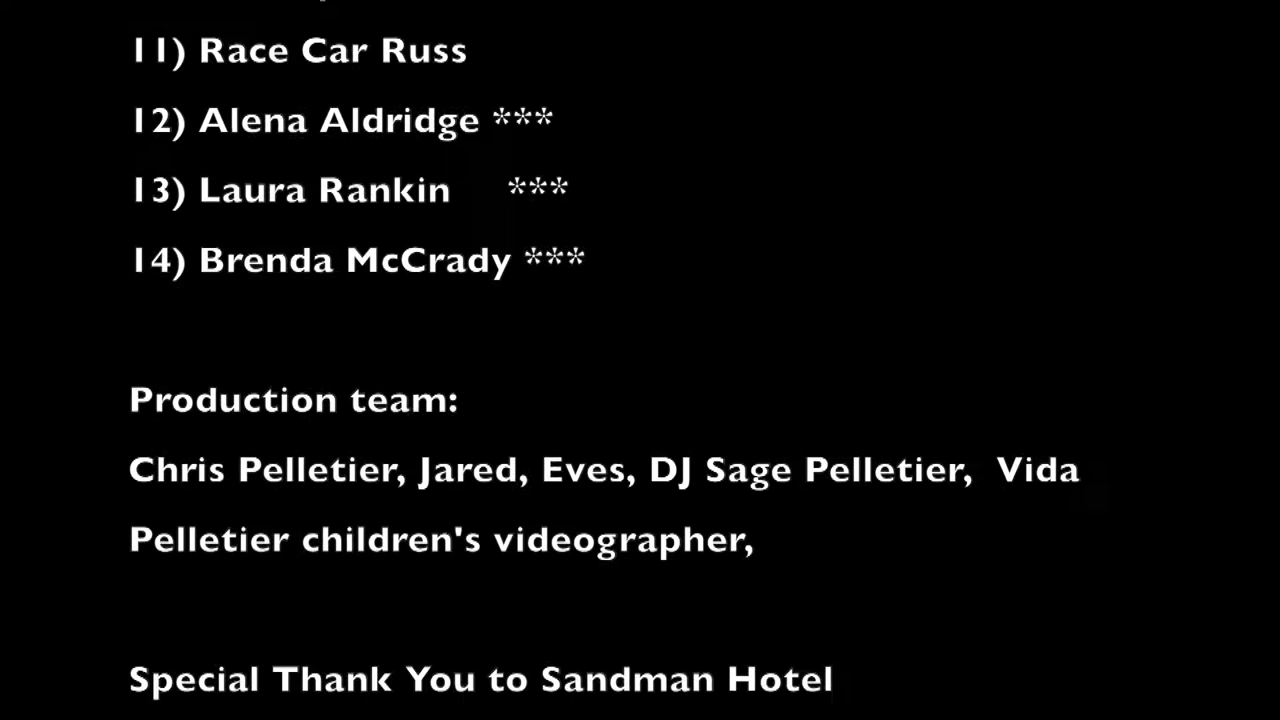 11) Race Car Russ
12) Alena Aldridge ***
13) Laura Rankin ***
14) Brenda McCrady ***
Production team:
Chris Pelletier, Jared, Eves, DJ Sage Pelletier, Vida
Pelletier children's videographer,
Special Thank You to Sandman Hotel